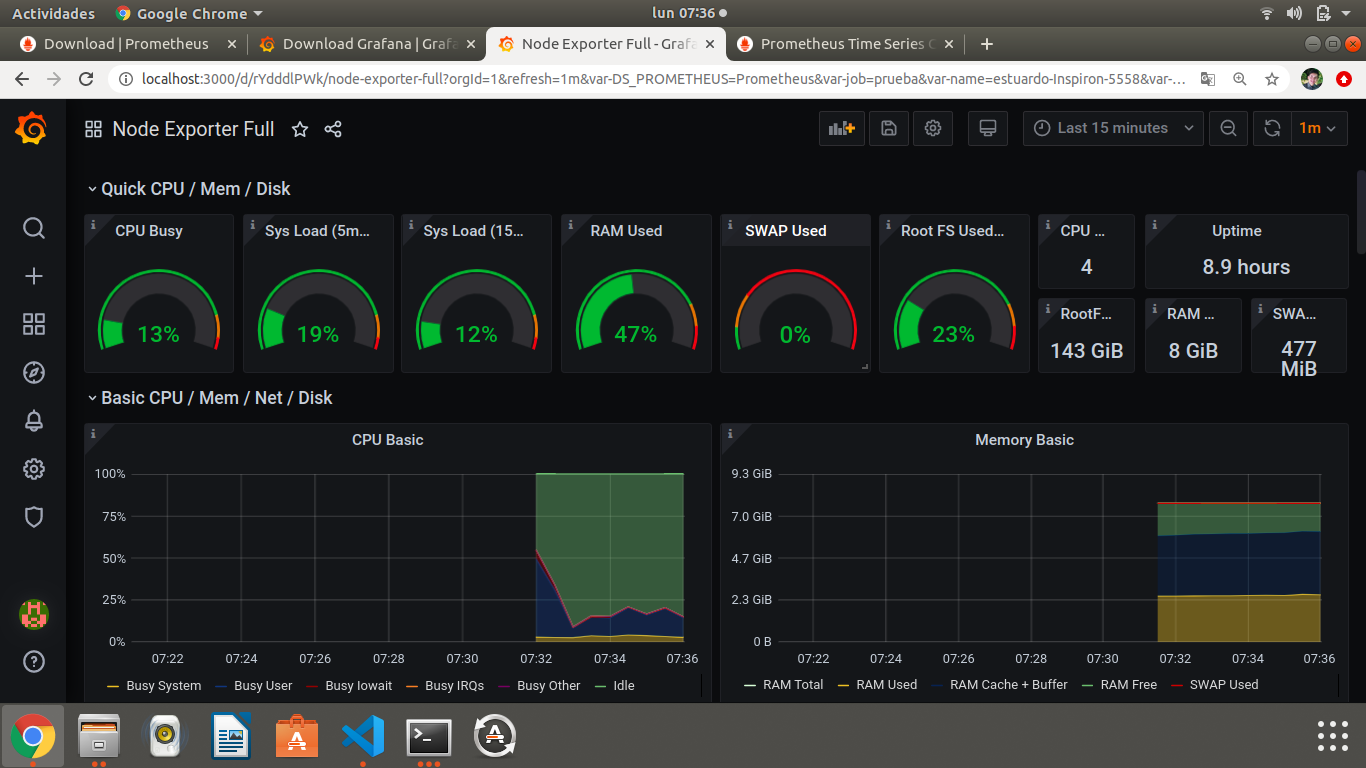 Actividades Google Chrome lun 07:36
Download | Prometheus Download Grafana | Grafa Node Exporter Full - Grafa Prometheus Time Series C
localhost:3000/d/rYdddlPWk/node-exporter-full?orgId=1&refresh=1m&var-DS_PROMETHEUS=Prometheus&var-job=prueba&var-name=estuardo-Inspiron-5558&var-...
Node Exporter Full Last 15 minutes 1m
Quick CPU / Mem / Disk
CPU Busy Sys Load (5m... Sys Load (15... RAM Used SWAP Used Root FS Used... CPU ... Uptime
4 8.9 hours
13% 19% 12% 47% 0% 23%
RootF... RAM ... SWA...
143 GiB 8 GiB 477
MiB
Basic CPU / Mem / Net / Disk
CPU Basic
100%
75%
50%
25%
0%
07:22 07:24 07:26 07:28 07:30 07:32 07:34 07:36
Busy System Busy User Busy Iowait Busy IRQs Busy Other Idle
Memory Basic
9.3 GiB
7.0 GiB
4.7 GiB
2.3 GiB
0 B
07:22 07:24 07:26 07:28 07:30 07:32 07:34 07:36
RAM Total RAM Used RAM Cache + Buffer RAM Free SWAP Used